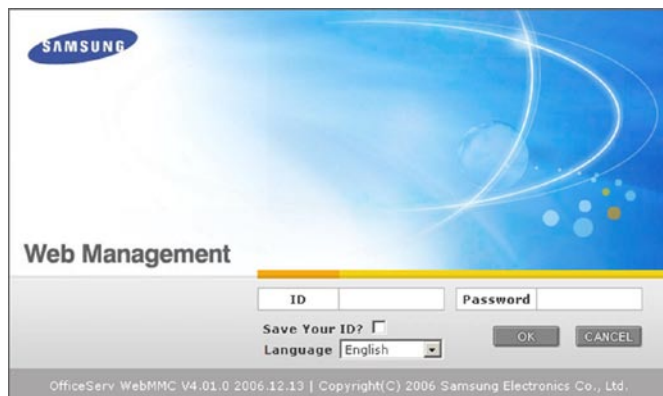 SAMSUNG
Web Management
ID
Password
Save Your ID?
OK
CANCEL
Language English
OfficeServ WebMMC V4.01.0 2006.12.13 | Copyright(C) 2006 Samsung Electronics Co., Ltd.